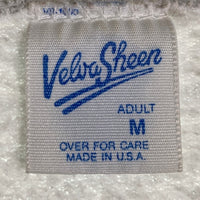 Velva Sheen
ADULT
M
OVER FOR CARE
MADE IN U.S.A.